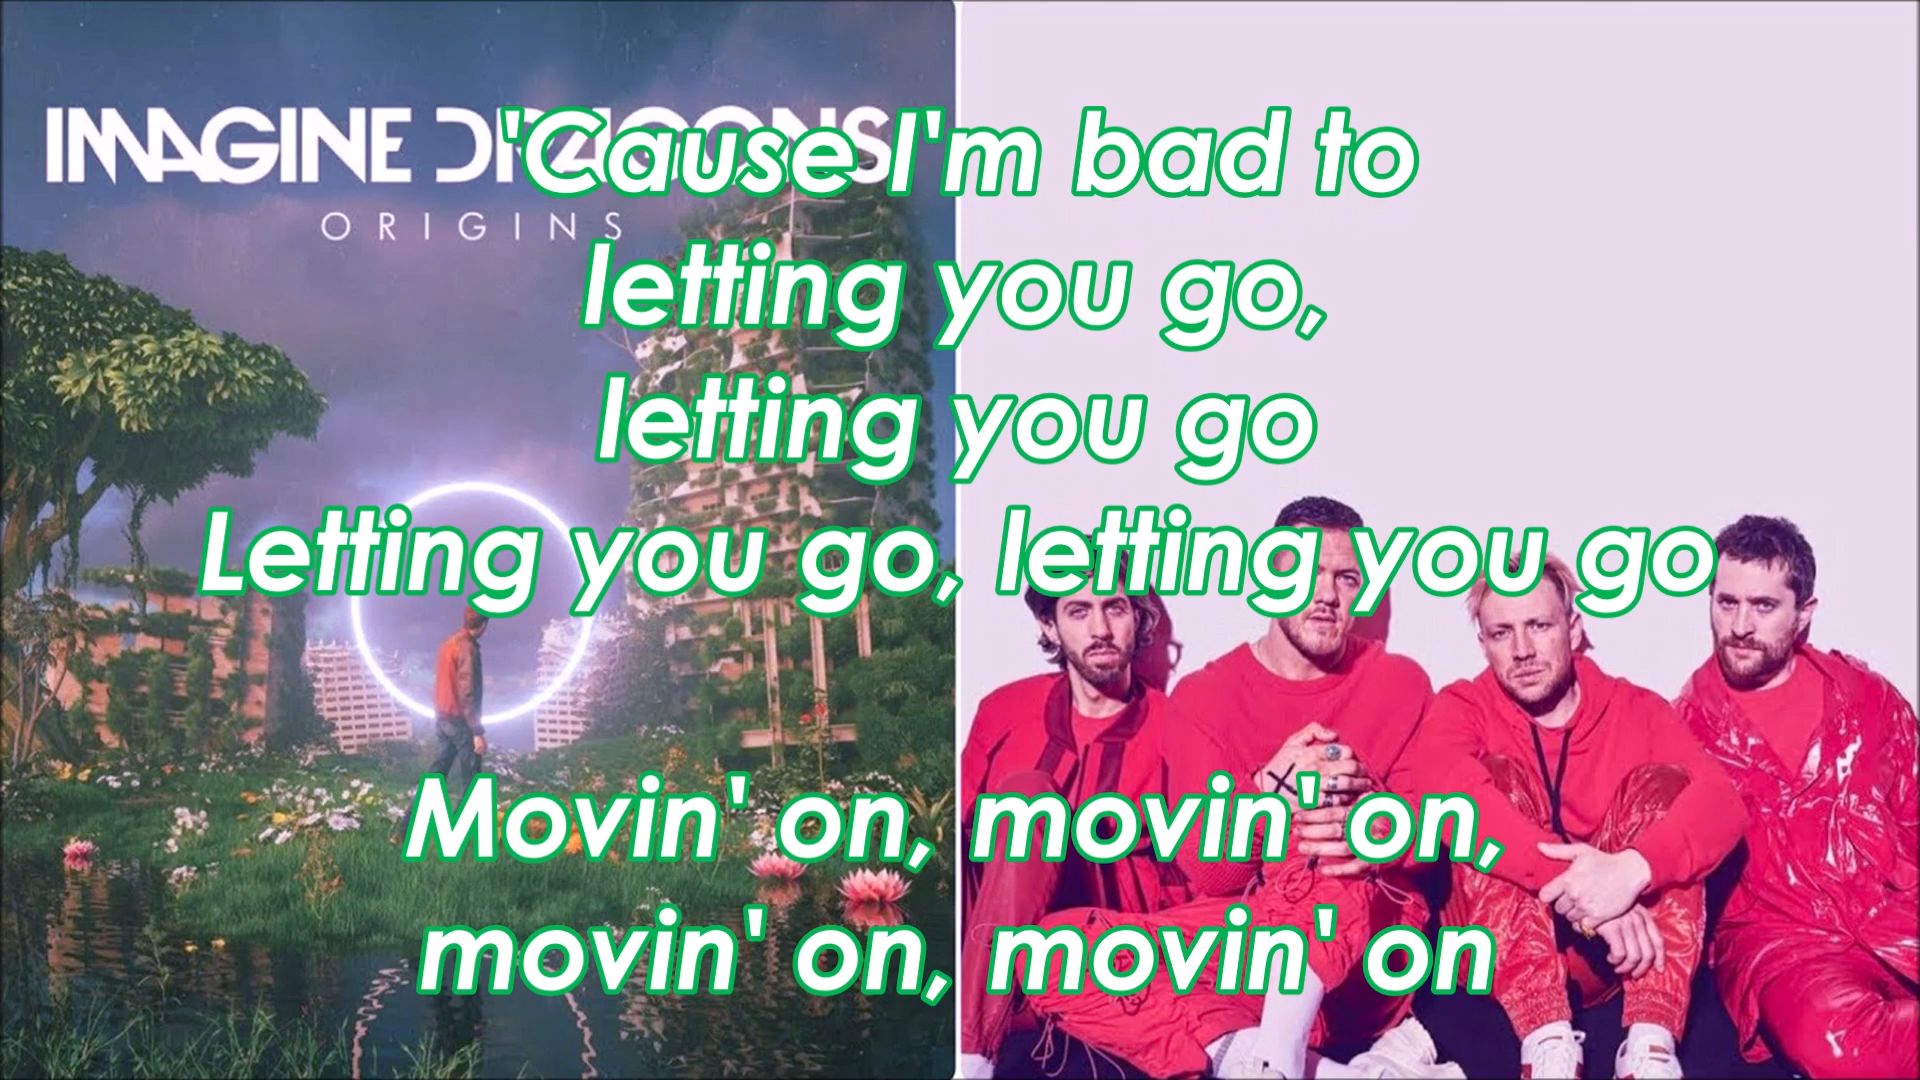 IMAGINE DRAGONS
ORIGINS
'Cause I'm bad to
letting you go,
letting you go
Letting you go, letting you go
Movin' on, movin' on,
movin' on, movin' on